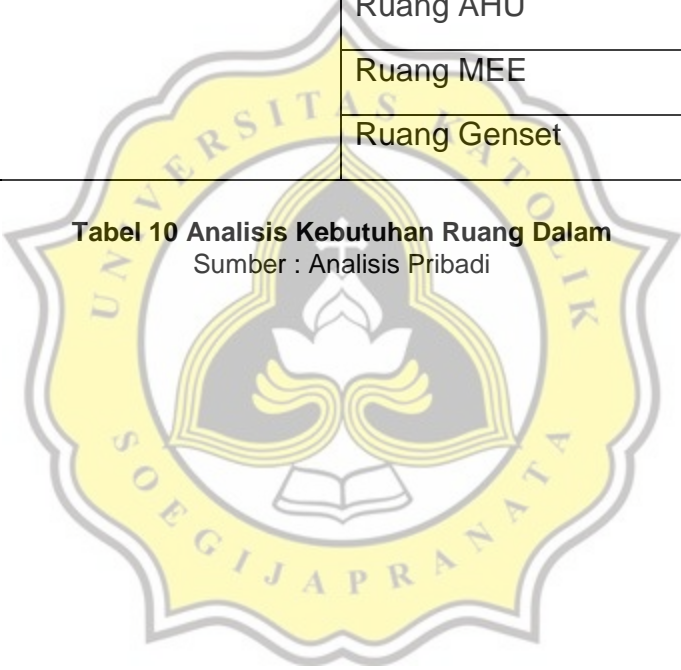 Ruang AHU
Ruang MEE
Ruang Genset
Tabel 10 Analisis Kebutuhan Ruang Dalam
Sumber : Analisis Pribadi
UNIVERSITAS KATOLIK
SOEGIJAPRANATA